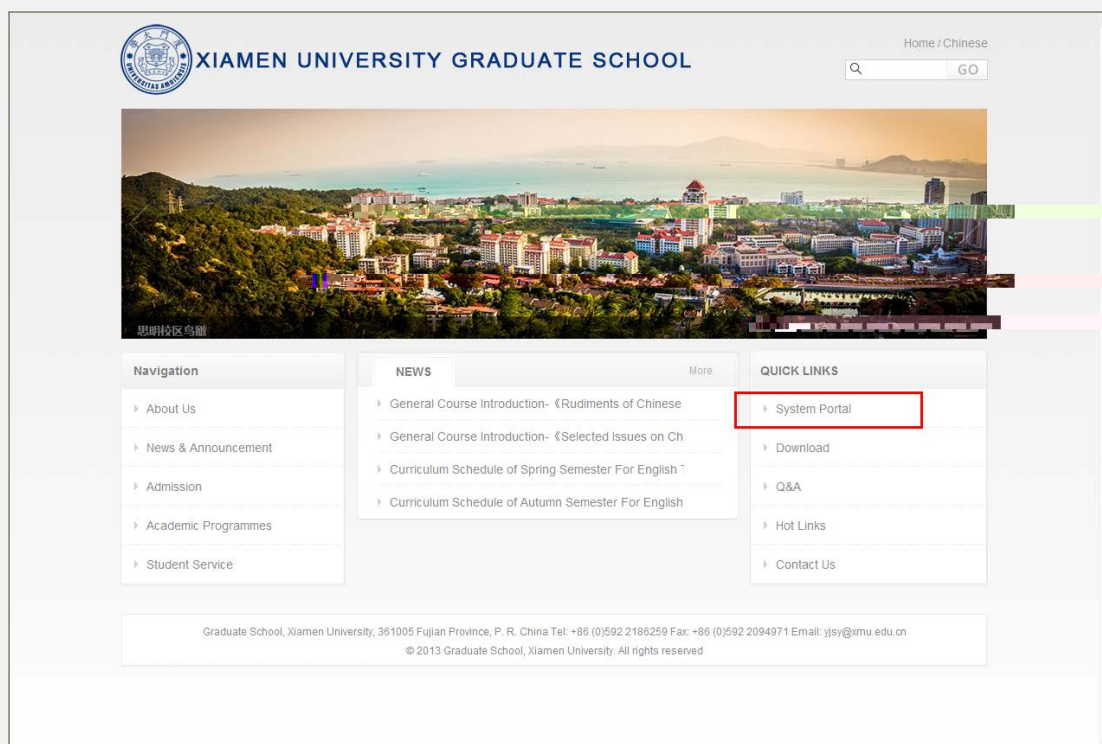 XIAMEN UNIVERSITY GRADUATE SCHOOL
Home / Chinese
GO
思明校区鸟瞰
Navigation
About Us
News & Announcement
Admission
Academic Programmes
Student Service
NEWS
More
General Course Introduction-《Rudiments of Chinese
General Course Introduction-《Selected Issues on Ch
Curriculum Schedule of Spring Semester For English
Curriculum Schedule of Autumn Semester For English
QUICK LINKS
System Portal
Download
Q&A
Hot Links
Contact Us
Graduate School, Xiamen University, 361005 Fujian Province, P. R. China Tel: +86 (0)592 2186259 Fax: +86 (0)592 2094971 Email: yjsy@xmu.edu.cn
© 2013 Graduate School, Xiamen University. All rights reserved